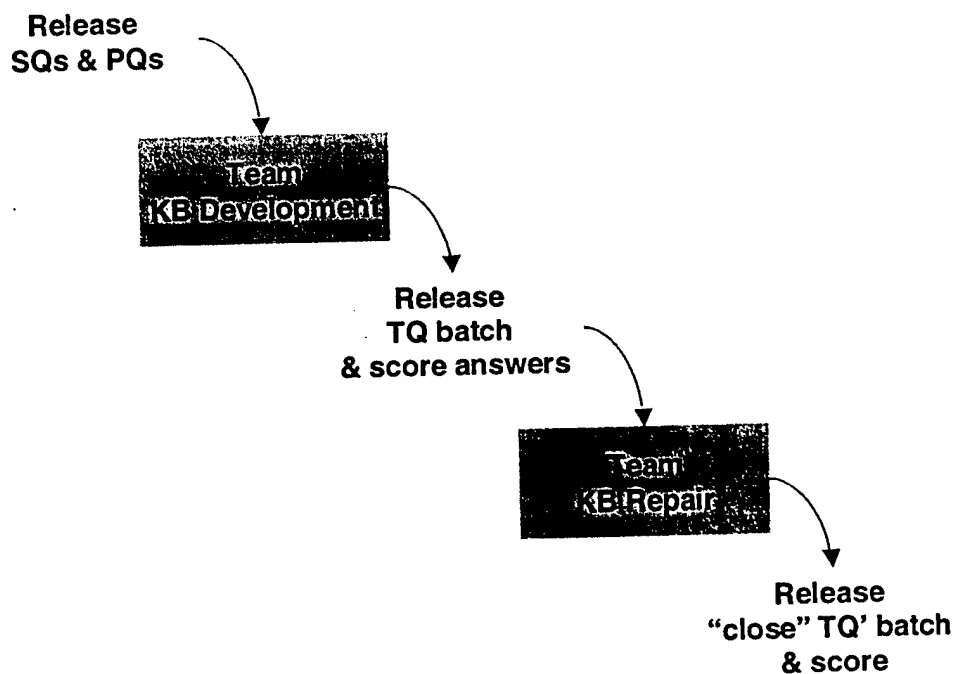 Release
SQs & PQs
Team
KB Development
Release
TQ batch
& score answers
Team
KB Repair
Release
“close” TQ’ batch
& score